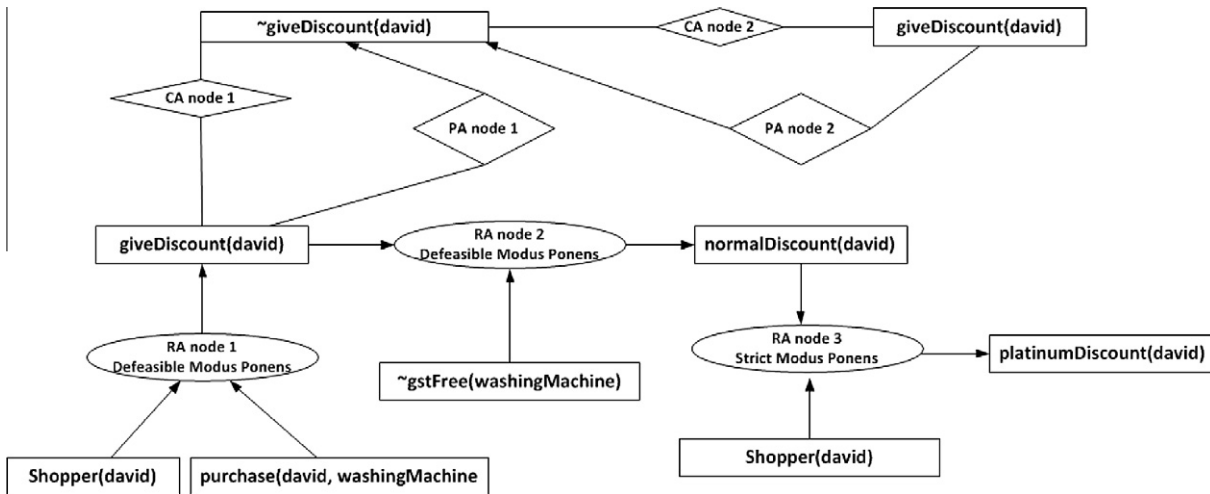 ~giveDiscount(david)
CA node 2
giveDiscount(david)
CA node 1
PA node 1
PA node 2
giveDiscount(david)
RA node 2
Defeasible Modus Ponens
normalDiscount(david)
RA node 1
Defeasible Modus Ponens
RA node 3
Strict Modus Ponens
platinumDiscount(david)
~gstFree(washingMachine)
Shopper(david)
purchase(david, washingMachine
Shopper(david)